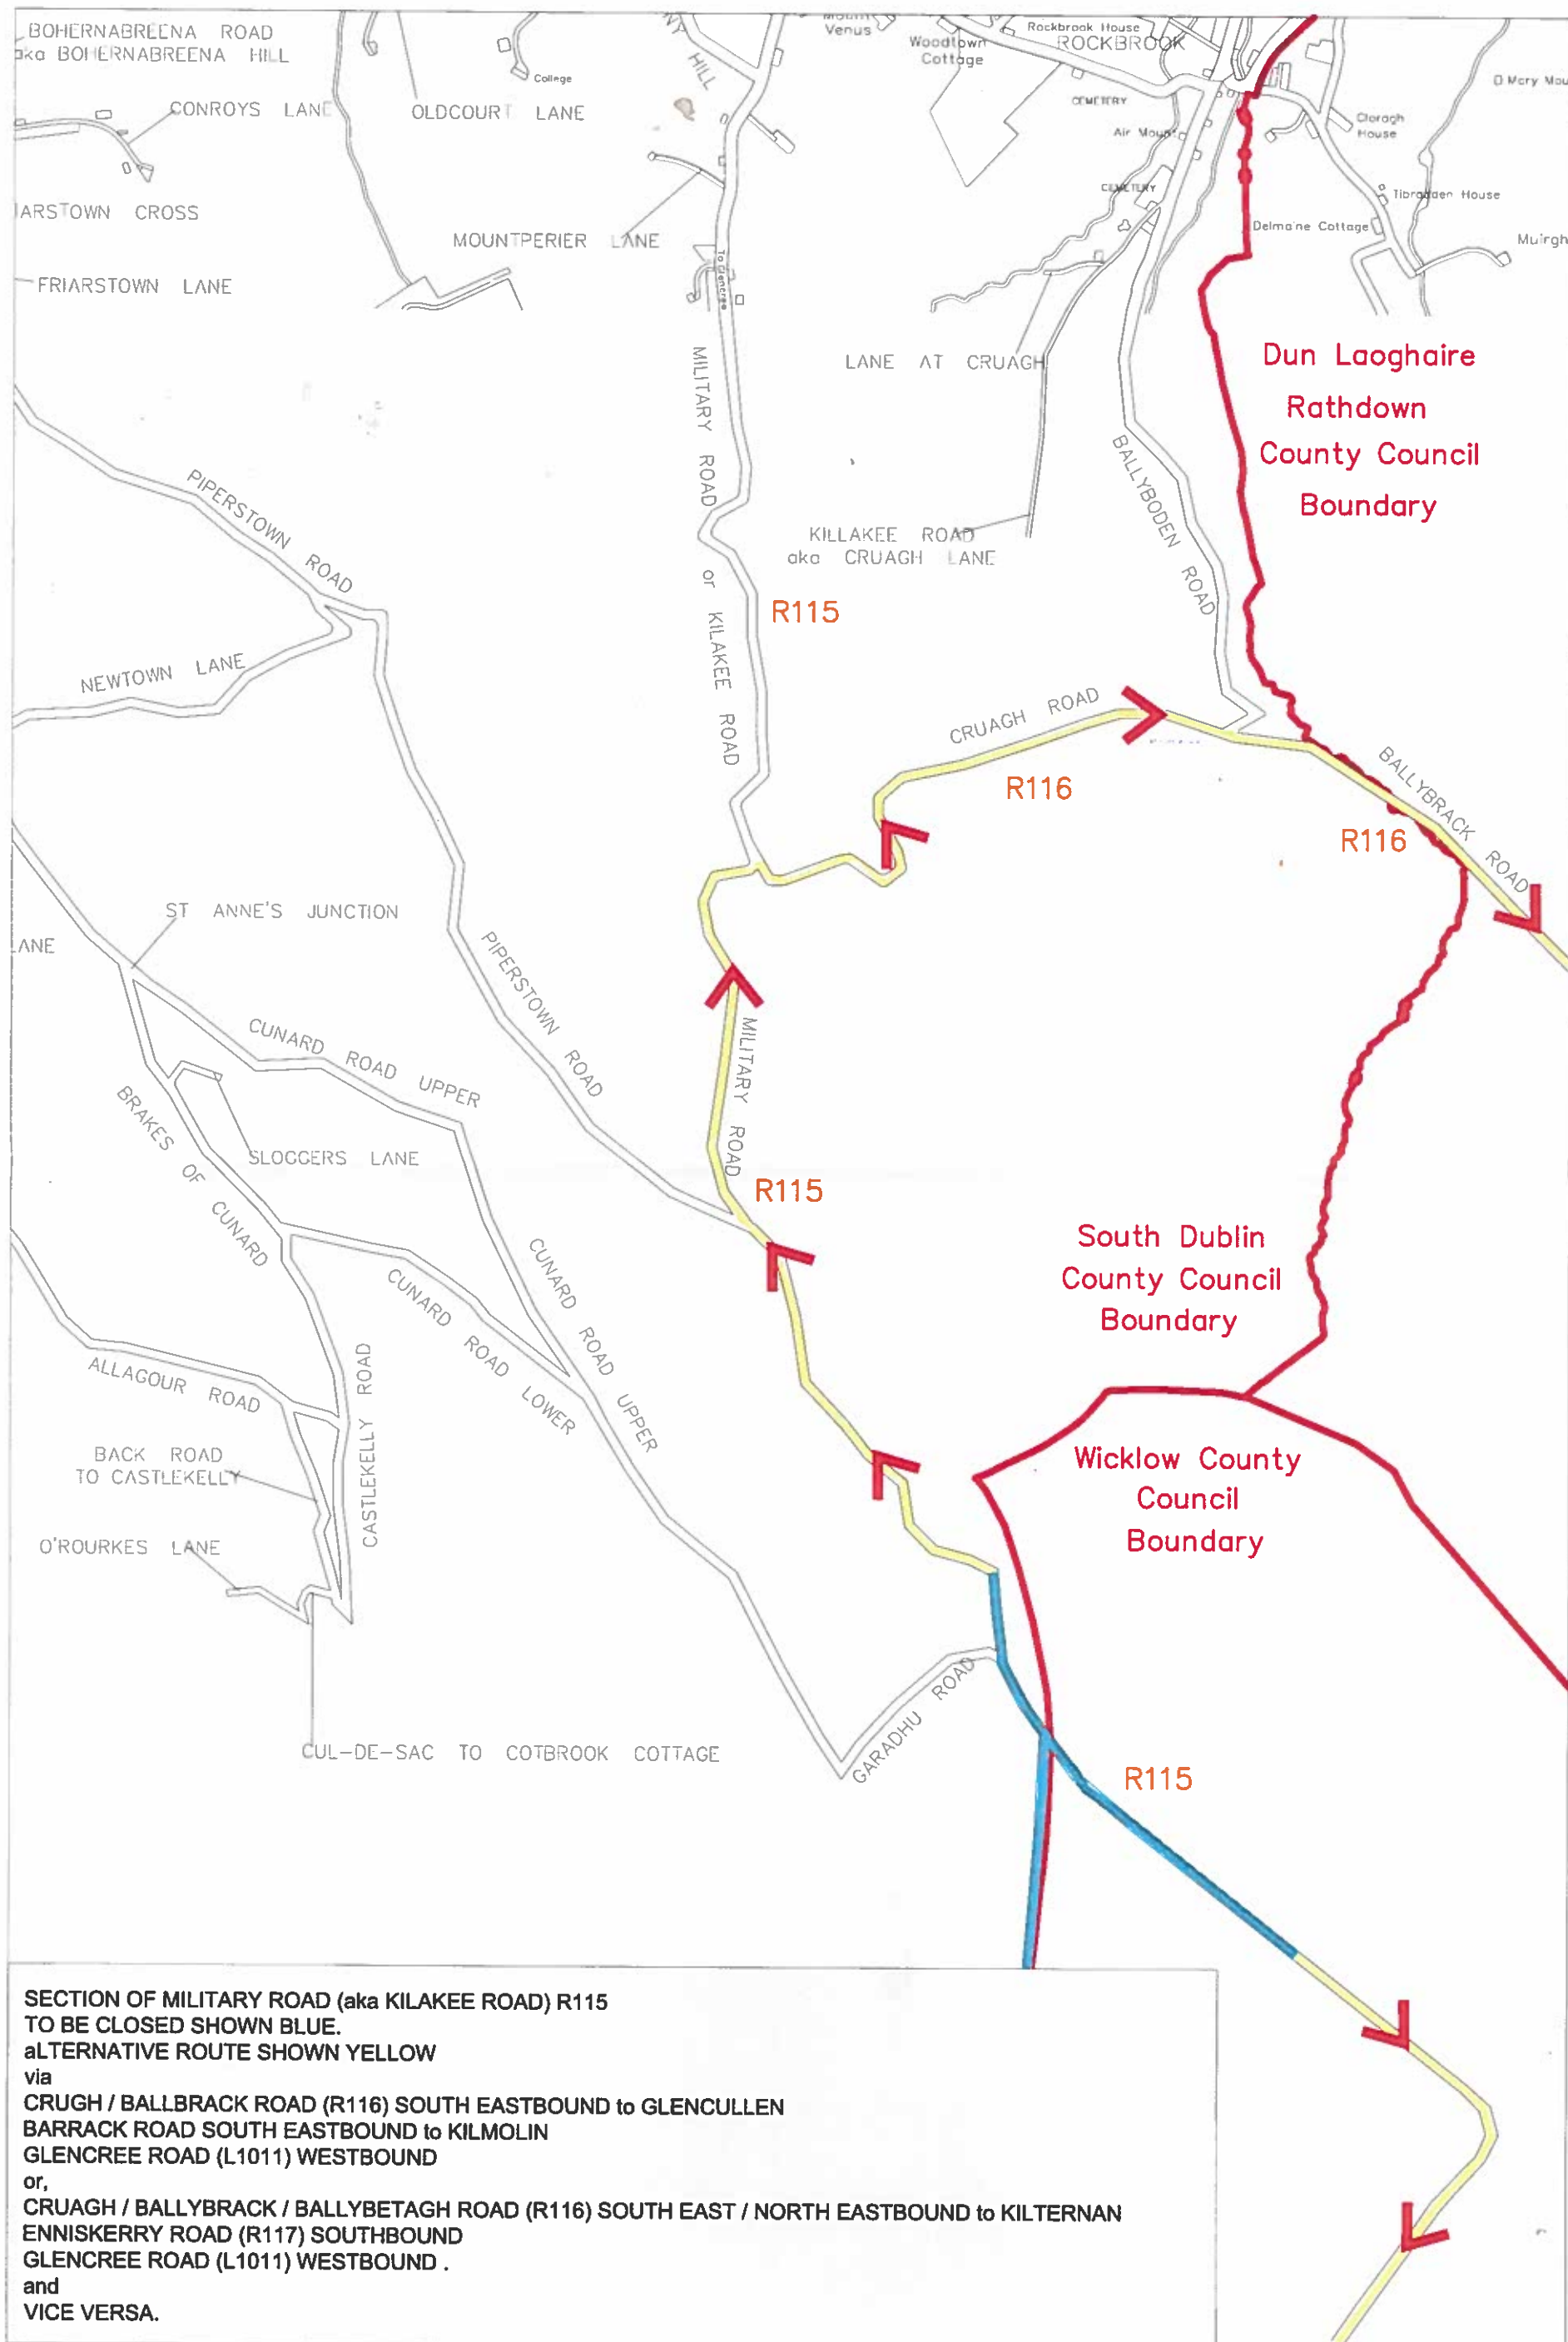 BOHERNABREENA ROAD
aka BOHERNABREENA HILL
CONROYS LANE
OLDCOURT LANE
College
HILL
Venus
Woodtown
Cottage
Rockbrook House
ROCKBROOK
CEMETERY
Air Mount
CEMETERY
Cloragh
House
Tibradden House
Delmaine Cottage
ARSTOWN CROSS
FRIARSTOWN LANE
MOUNTPERIER LANE
To Glencree
LANE AT CRUAGH
MILITARY ROAD or KILAKEE ROAD
BALLYBODEN ROAD
Dun Laoghaire
Rathdown
County Council
Boundary
KILLAKEE ROAD
aka CRUAGH LANE
PIPERSTOWN ROAD
R115
NEWTOWN LANE
CRUAGH ROAD
R116
BALLYBRACK ROAD
R116
ST ANNE'S JUNCTION
LANE
PIPERSTOWN ROAD
CUNARD ROAD UPPER
MILITARY ROAD
BRAKES OF CUNARD
SLOGGERS LANE
R115
South Dublin
County Council
Boundary
CUNARD ROAD LOWER
CUNARD ROAD UPPER
ALLAGOUR ROAD
CASTLEKELLY ROAD
BACK ROAD
TO CASTLEKELLY
Wicklow County
Council
Boundary
O'ROURKES LANE
GARADHU ROAD
CUL-DE-SAC TO COTBROOK COTTAGE
R115
SECTION OF MILITARY ROAD (aka KILAKEE ROAD) R115
TO BE CLOSED SHOWN BLUE.
aLTERNATIVE ROUTE SHOWN YELLOW
via
CRUGH / BALLBRACK ROAD (R116) SOUTH EASTBOUND to GLENCULLEN
BARRACK ROAD SOUTH EASTBOUND to KILMOLIN
GLENCREE ROAD (L1011) WESTBOUND
or,
CRUAGH / BALLYBRACK / BALLYBETAGH ROAD (R116) SOUTH EAST / NORTH EASTBOUND to KILTERNAN
ENNISKERRY ROAD (R117) SOUTHBOUND
GLENCREE ROAD (L1011) WESTBOUND .
and
VICE VERSA.